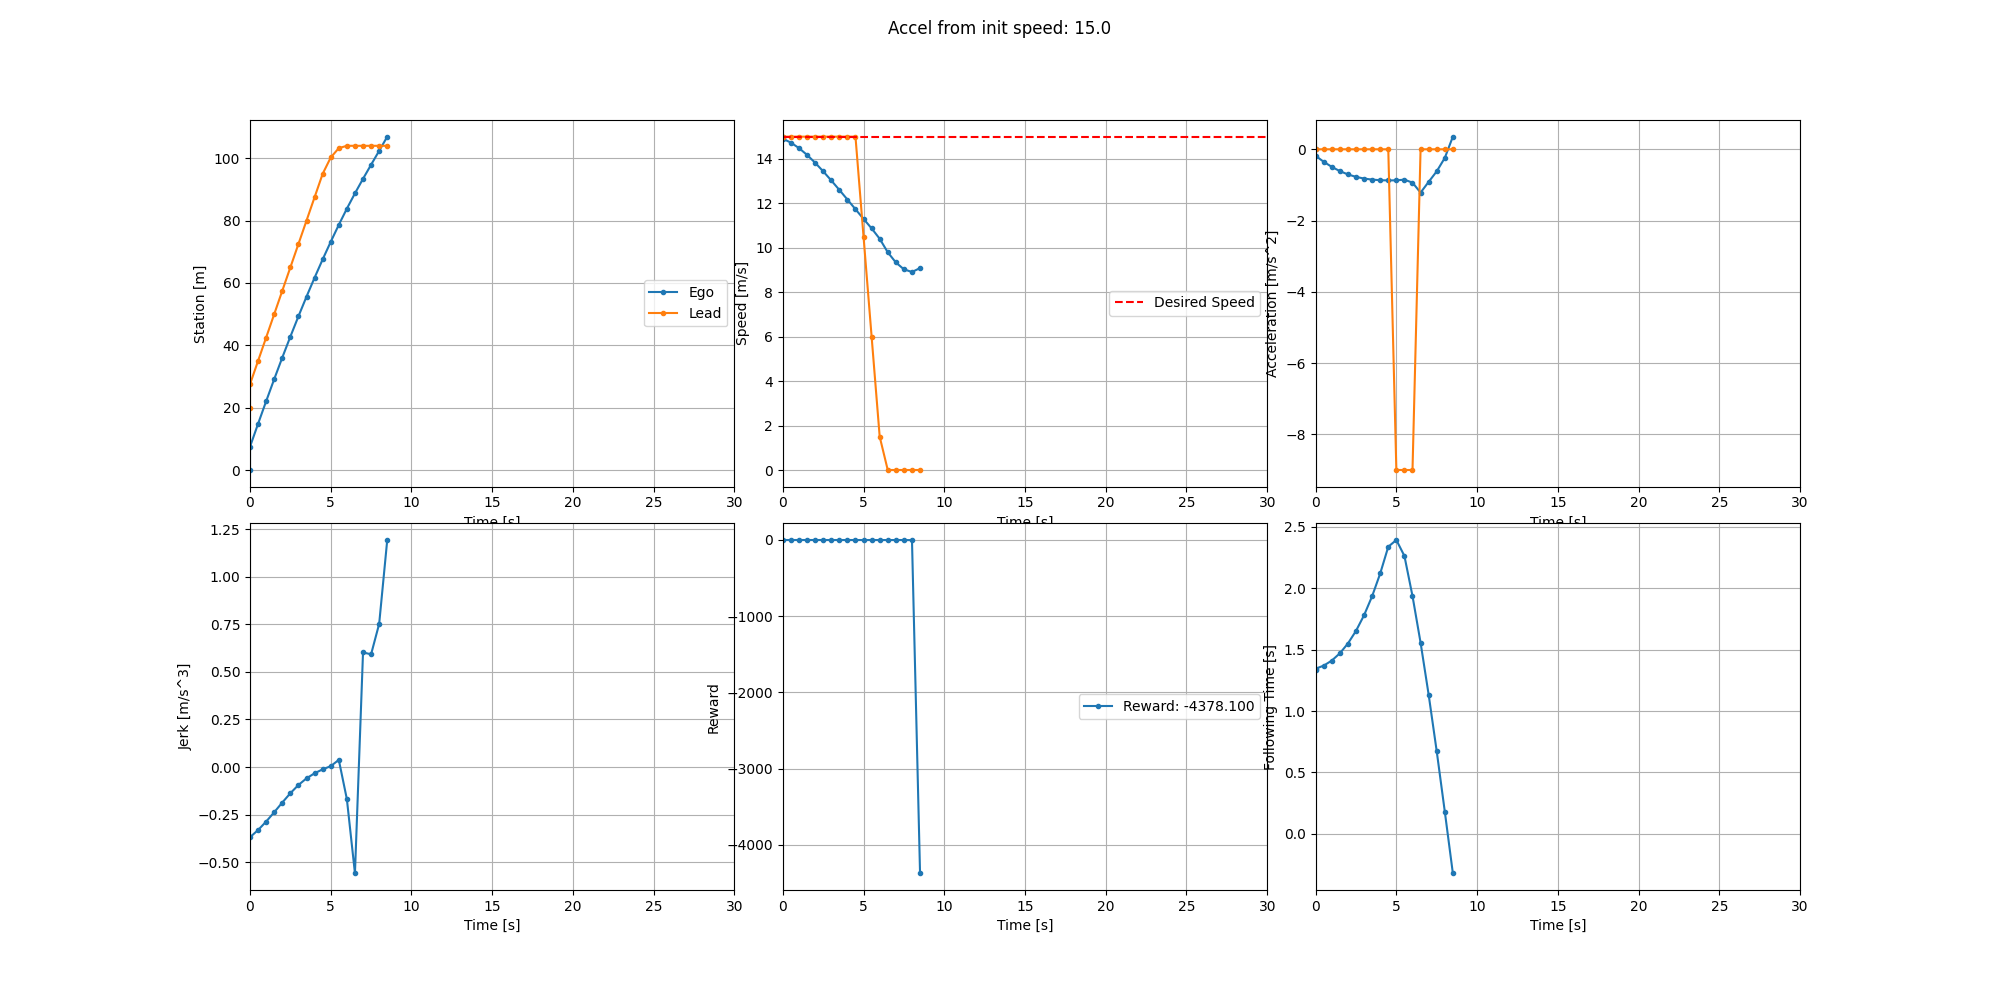 Accel from init speed: 15.0
100
80
60
40
20
0
Station [m]
0 5 10 15 20 25 30
Time [s]
Ego
Lead
14
12
10
8
6
4
2
0
Speed [m/s]
0 5 10 15 20 25 30
Time [s]
Desired Speed
0
−2
−4
−6
−8
Acceleration [m/s^2]
0 5 10 15 20 25 30
Time [s]
1.25
1.00
0.75
0.50
0.25
0.00
−0.25
−0.50
Jerk [m/s^3]
0 5 10 15 20 25 30
Time [s]
0
−1000
−2000
−3000
−4000
Reward
0 5 10 15 20 25 30
Time [s]
Reward: -4378.100
2.5
2.0
1.5
1.0
0.5
0.0
Following Time [s]
0 5 10 15 20 25 30
Time [s]